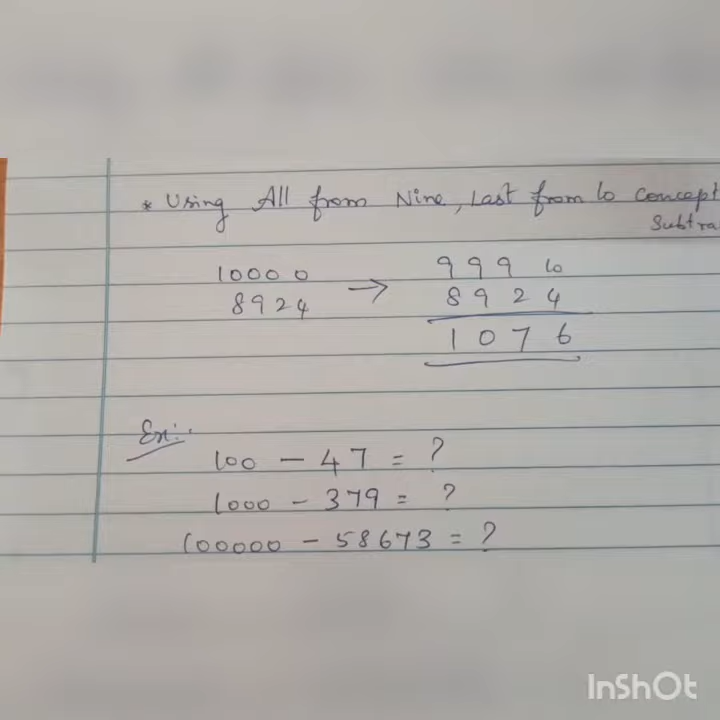 * Using All from Nine, Last from 10 concept
Subtra
10000 → 9 9 9 10
8924 8 9 2 4
1 0 7 6
Ex:-
100 - 47 = ?
1000 - 379 = ?
100000 - 58673 = ?
InShOt